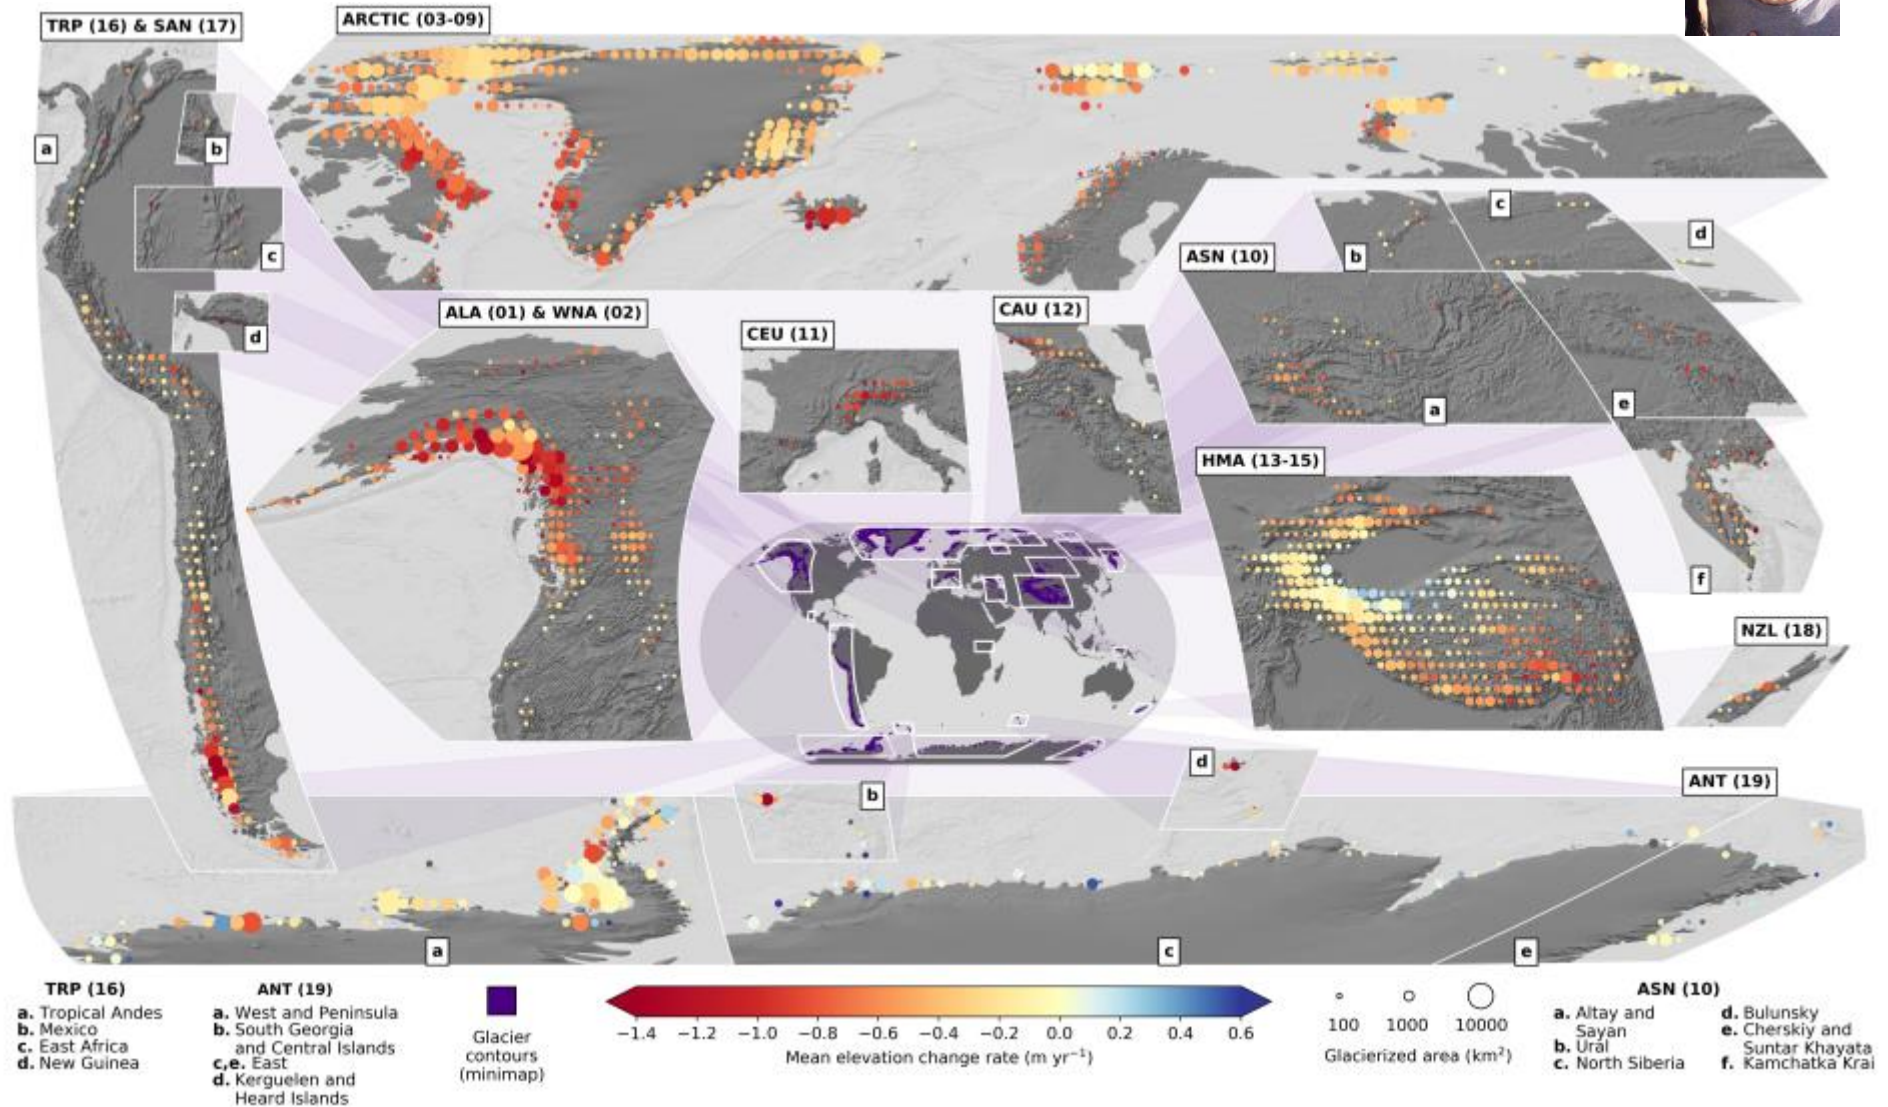 TRP (16) & SAN (17)
ARCTIC (03-09)
a
b
c
d
ALA (01) & WNA (02)
CEU (11)
CAU (12)
ASN (10)
b
c
d
a
e
f
HMA (13-15)
NZL (18)
ANT (19)
b
d
a
c
e
TRP (16)
a. Tropical Andes
b. Mexico
c. East Africa
d. New Guinea
ANT (19)
a. West and Peninsula
b. South Georgia
and Central Islands
c,e. East
d. Kerguelen and
Heard Islands
Glacier
contours
(minimap)
−1.4 −1.2 −1.0 −0.8 −0.6 −0.4 −0.2 0.0 0.2 0.4 0.6
Mean elevation change rate (m yr⁻¹)
100 1000 10000
Glacierized area (km²)
ASN (10)
a. Altay and
Sayan
b. Ural
c. North Siberia
d. Bulunsky
e. Cherskiy and
Suntar Khayata
f. Kamchatka Krai